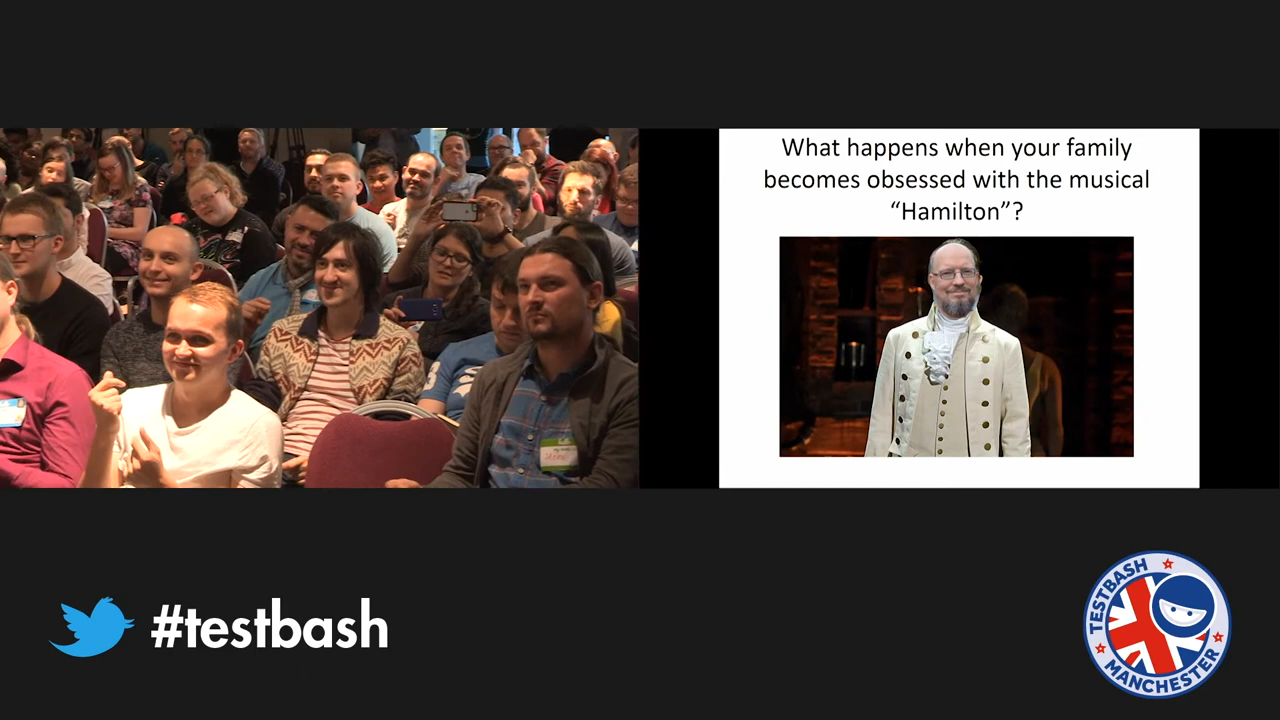 What happens when your family
becomes obsessed with the musical
“Hamilton”?
#testbash
TESTBASH
MANCHESTER